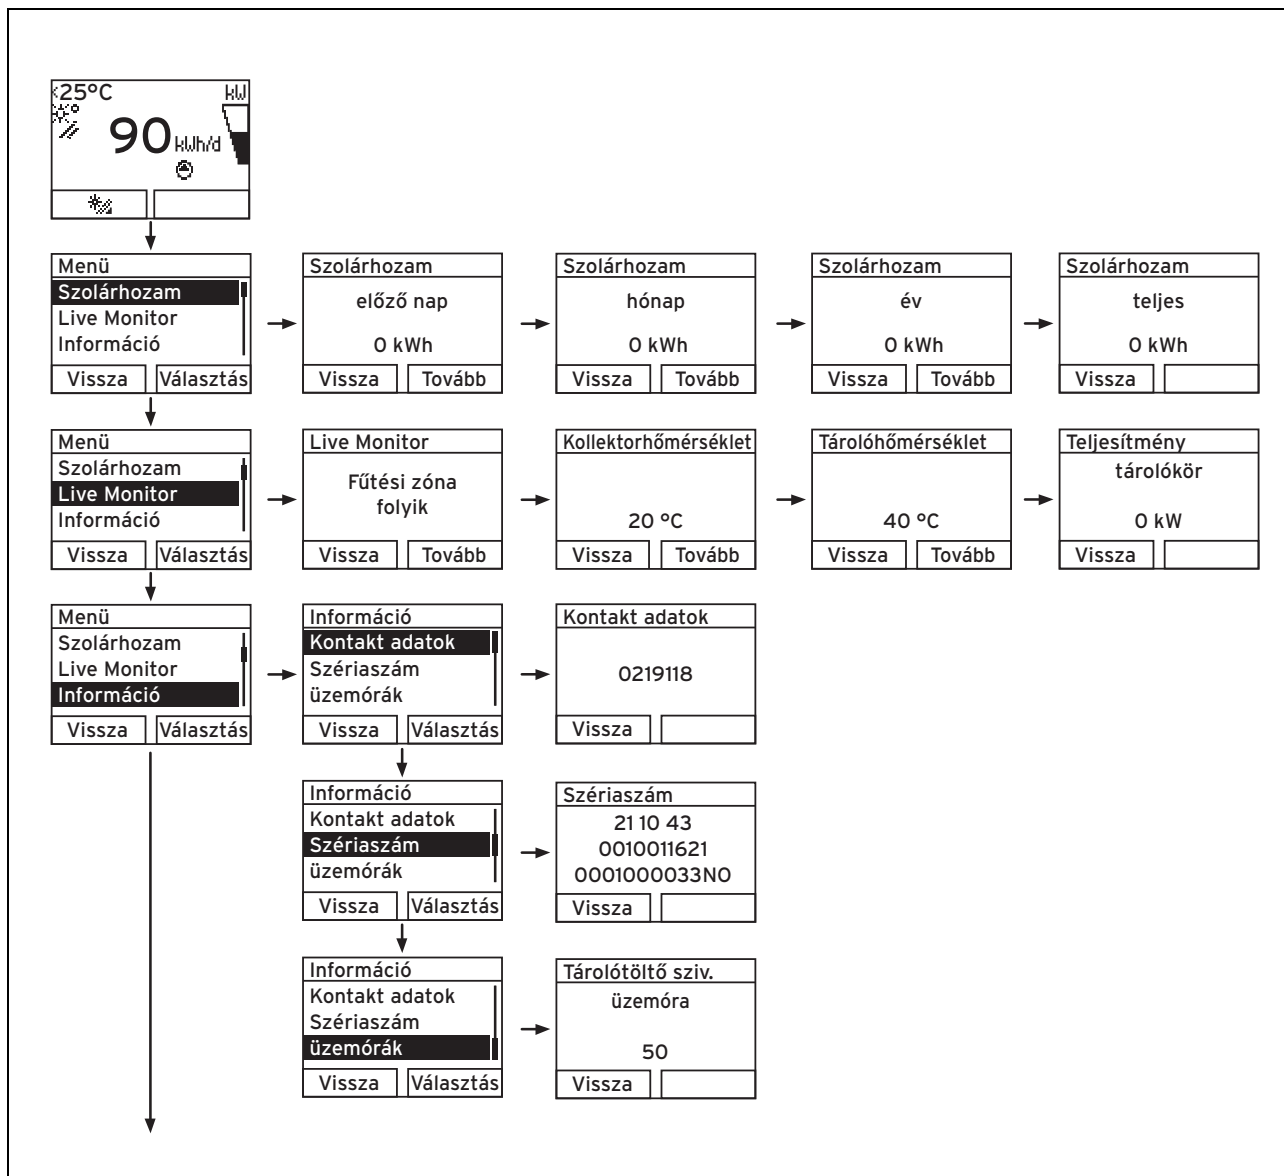 25°C kW
90 kWh/d
Menü
Szolárhozam
Live Monitor
Információ
Vissza Választás
Szolárhozam
előző nap
0 kWh
Vissza Tovább
Szolárhozam
hónap
0 kWh
Vissza Tovább
Szolárhozam
év
0 kWh
Vissza Tovább
Szolárhozam
teljes
0 kWh
Vissza
Menü
Szolárhozam
Live Monitor
Információ
Vissza Választás
Live Monitor
Fűtési zóna
folyik
Vissza Tovább
Kollektorhőmérséklet
20 °C
Vissza Tovább
Tárolóhőmérséklet
40 °C
Vissza Tovább
Teljesítmény
tárolókör
0 kW
Vissza
Menü
Szolárhozam
Live Monitor
Információ
Vissza Választás
Információ
Kontakt adatok
Szériaszám
üzemórák
Vissza Választás
Kontakt adatok
0219118
Vissza
Információ
Kontakt adatok
Szériaszám
üzemórák
Vissza Választás
Szériaszám
21 10 43
0010011621
0001000033N0
Vissza
Információ
Kontakt adatok
Szériaszám
üzemórák
Vissza Választás
Tárolótöltő sziv.
üzemóra
50
Vissza